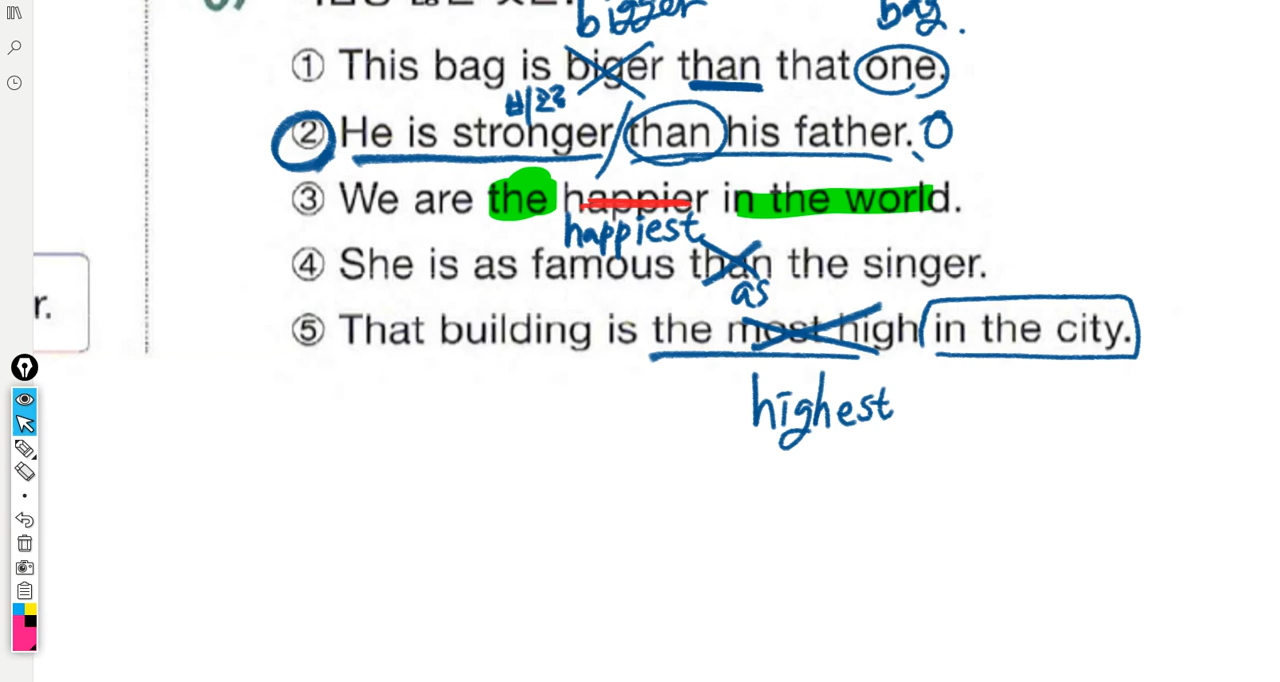 bigger bag.
① This bag is biger than that one.
비교급
② He is stronger / than his father. O
③ We are the happier in the world.
happiest
④ She is as famous than the singer.
as
r.
⑤ That building is the most high in the city.
highest